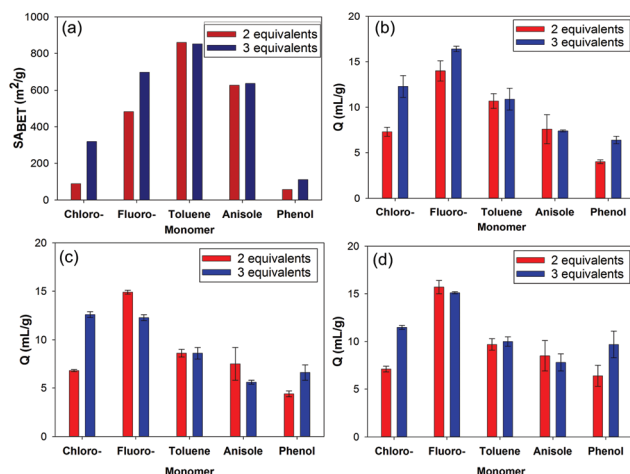 (a)
2 equivalents
3 equivalents
SABET (m²/g)
1000
800
600
400
200
0
Chloro- Fluoro- Toluene Anisole Phenol
Monomer
(b)
2 equivalents
3 equivalents
Q (mL/g)
20
15
10
5
0
Chloro- Fluoro- Toluene Anisole Phenol
Monomer
(c)
2 equivalents
3 equivalents
Q (mL/g)
20
15
10
5
0
Chloro- Fluoro- Toluene Anisole Phenol
Monomer
(d)
2 equivalents
3 equivalents
Q (mL/g)
20
15
10
5
0
Chloro- Fluoro- Toluene Anisole Phenol
Monomer